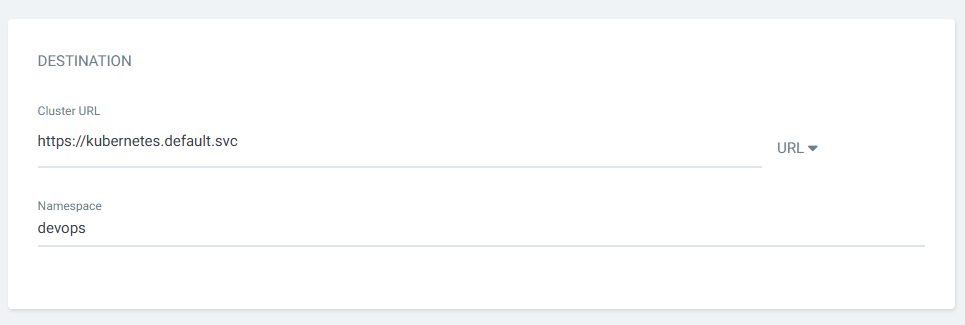 DESTINATION
Cluster URL
https://kubernetes.default.svc
URL
Namespace
devops